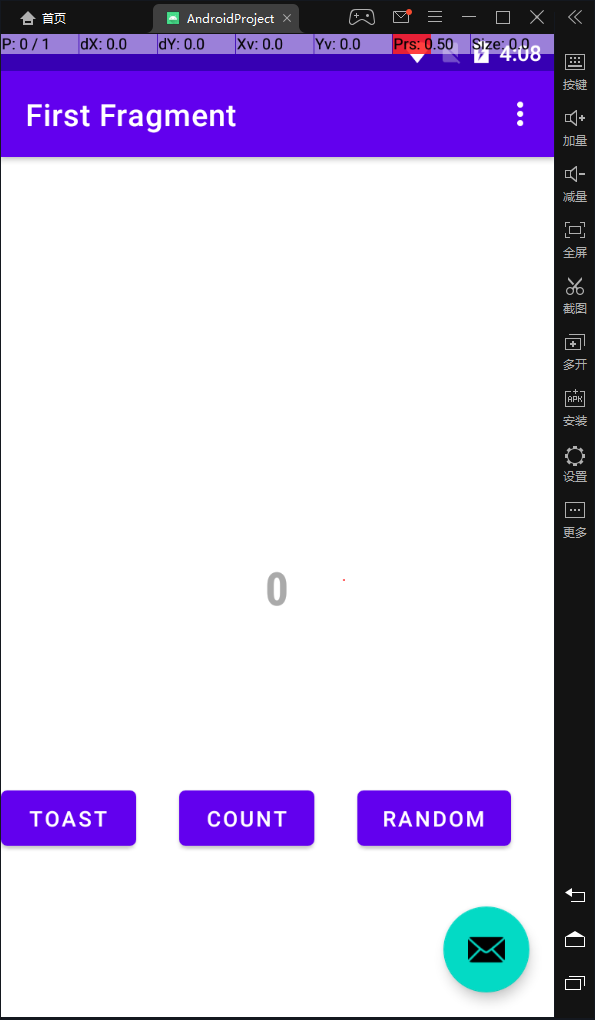 首页
AndroidProject
P: 0 / 1 dX: 0.0 dY: 0.0 Xv: 0.0 Yv: 0.0 Prs: 0.50 Size: 0.0
4:08
First Fragment
0
TOAST COUNT RANDOM
按键
加量
减量
全屏
截图
多开
APK
安装
设置
更多